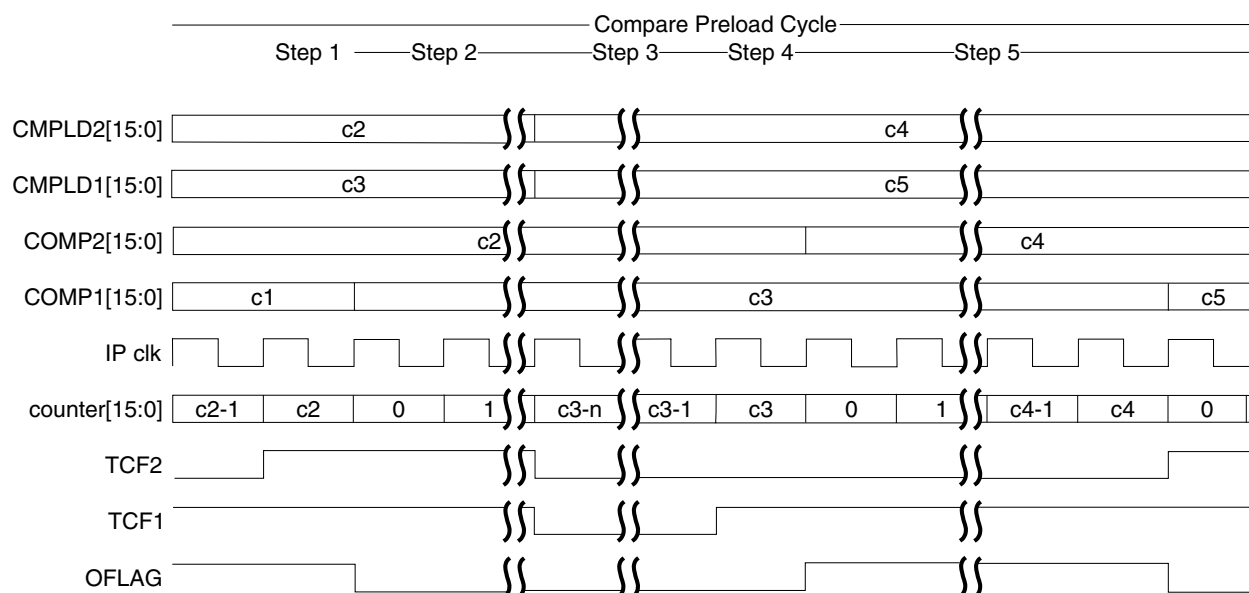 Compare Preload Cycle
Step 1 Step 2 Step 3 Step 4 Step 5
CMPLD2[15:0] c2 c4
CMPLD1[15:0] c3 c5
COMP2[15:0] c2 c4
COMP1[15:0] c1 c3 c5
IP clk
counter[15:0] c2-1 c2 0 1 c3-n c3-1 c3 0 1 c4-1 c4 0
TCF2
TCF1
OFLAG